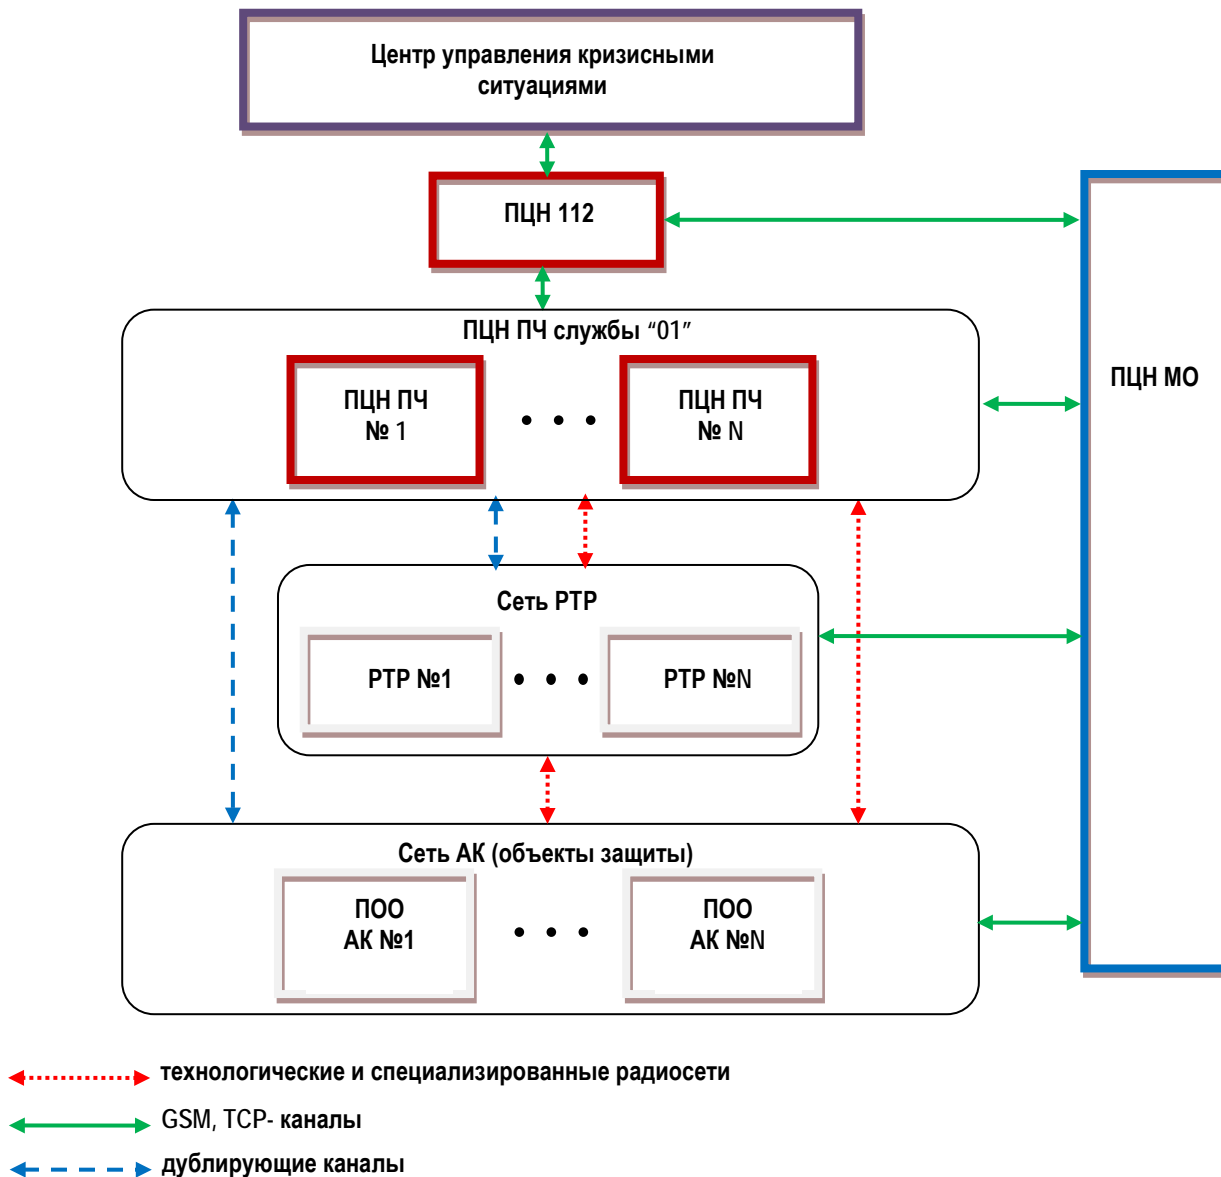 Центр управления кризисными
ситуациями
ПЦН 112
ПЦН ПЧ службы “01”
ПЦН ПЧ
№ 1
ПЦН ПЧ
№ N
ПЦН МО
Сеть РТР
РТР №1
РТР №N
Сеть АК (объекты защиты)
ПОО
АК №1
ПОО
АК №N
технологические и специализированные радиосети
GSM, TCP- каналы
дублирующие каналы